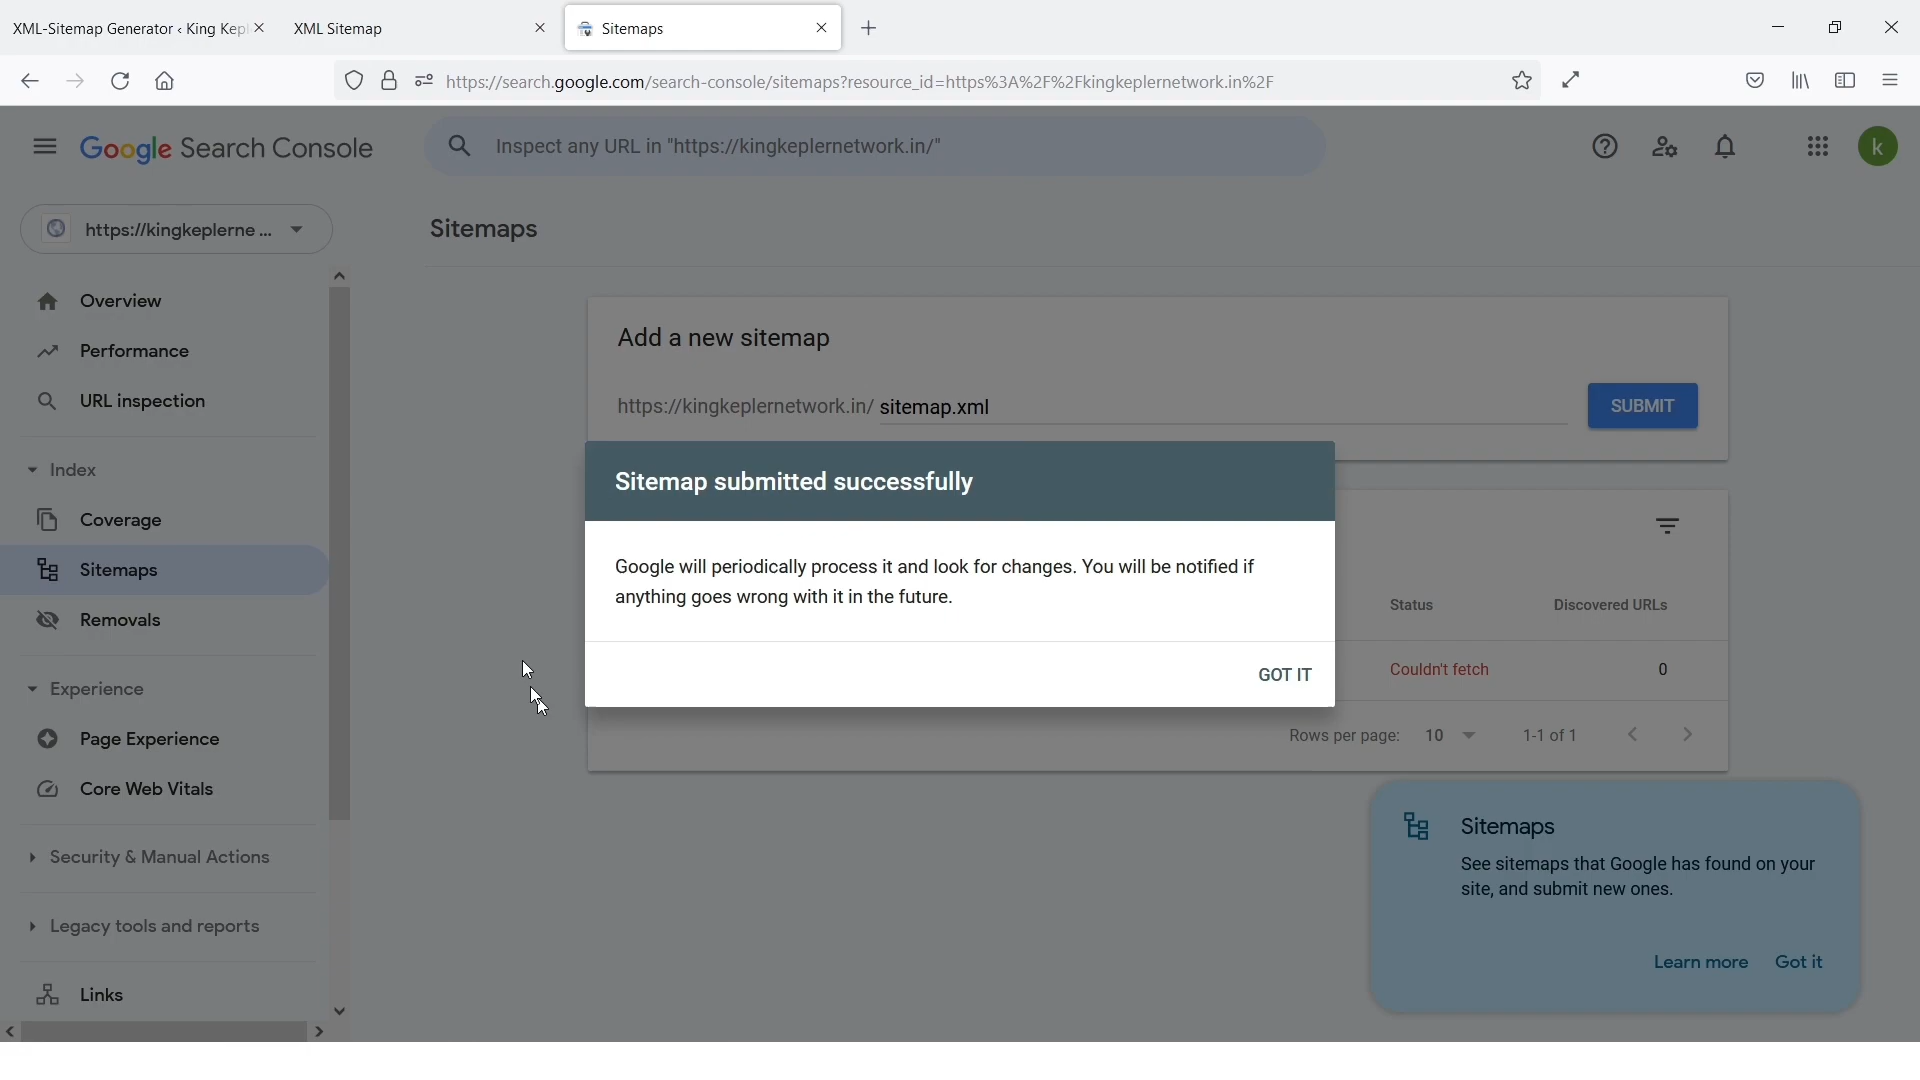 XML-Sitemap Generator ‹ King Kepl
XML Sitemap
Sitemaps
https://search.google.com/search-console/sitemaps?resource_id=https%3A%2F%2Fkingkeplernetwork.in%2F
Google Search Console
Inspect any URL in "https://kingkeplernetwork.in/"
k
https://kingkeplerne ...
Sitemaps
Overview
Performance
URL inspection
Index
Coverage
Sitemaps
Removals
Experience
Page Experience
Core Web Vitals
Security & Manual Actions
Legacy tools and reports
Links
Add a new sitemap
https://kingkeplernetwork.in/ sitemap.xml
SUBMIT
Sitemap submitted successfully
Google will periodically process it and look for changes. You will be notified if
anything goes wrong with it in the future.
GOT IT
Status Discovered URLs
Couldn't fetch 0
Rows per page: 10 1-1 of 1
Sitemaps
See sitemaps that Google has found on your
site, and submit new ones.
Learn more Got it